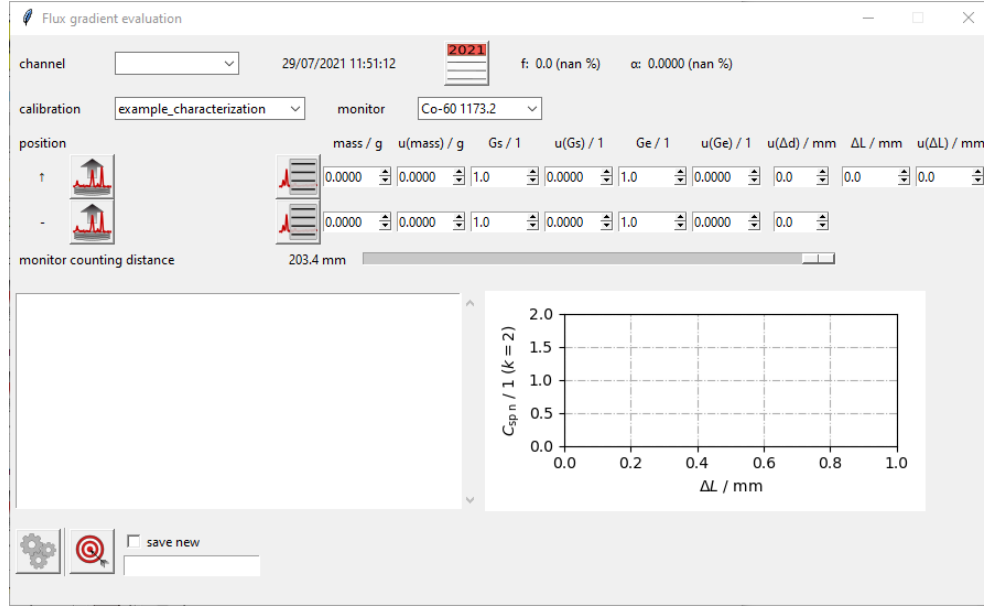 Flux gradient evaluation
channel 29/07/2021 11:51:12 2021 f: 0.0 (nan %) α: 0.0000 (nan %)
calibration example_characterization monitor Co-60 1173.2
position mass / g u(mass) / g Gs / 1 u(Gs) / 1 Ge / 1 u(Ge) / 1 u(Δd) / mm ΔL / mm u(ΔL) / mm
↑ 0.0000 0.0000 1.0 0.0000 1.0 0.0000 0.0 0.0 0.0
- 0.0000 0.0000 1.0 0.0000 1.0 0.0000 0.0
monitor counting distance 203.4 mm
C_sp n / 1 (k = 2)
2.0
1.5
1.0
0.5
0.0
0.0 0.2 0.4 0.6 0.8 1.0
ΔL / mm
save new